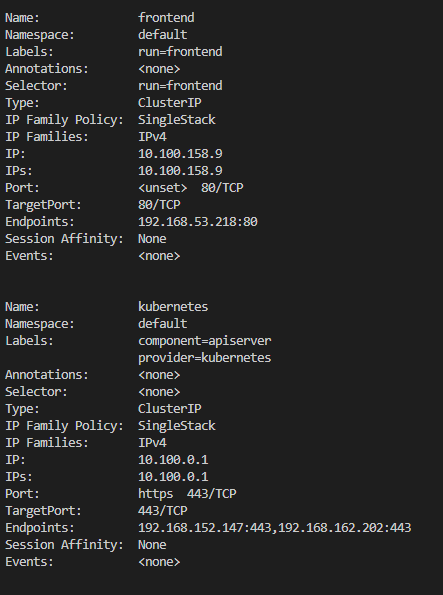 Name: frontend
Namespace: default
Labels: run=frontend
Annotations: <none>
Selector: run=frontend
Type: ClusterIP
IP Family Policy: SingleStack
IP Families: IPv4
IP: 10.100.158.9
IPs: 10.100.158.9
Port: <unset> 80/TCP
TargetPort: 80/TCP
Endpoints: 192.168.53.218:80
Session Affinity: None
Events: <none>
Name: kubernetes
Namespace: default
Labels: component=apiserver
provider=kubernetes
Annotations: <none>
Selector: <none>
Type: ClusterIP
IP Family Policy: SingleStack
IP Families: IPv4
IP: 10.100.0.1
IPs: 10.100.0.1
Port: https 443/TCP
TargetPort: 443/TCP
Endpoints: 192.168.152.147:443,192.168.162.202:443
Session Affinity: None
Events: <none>